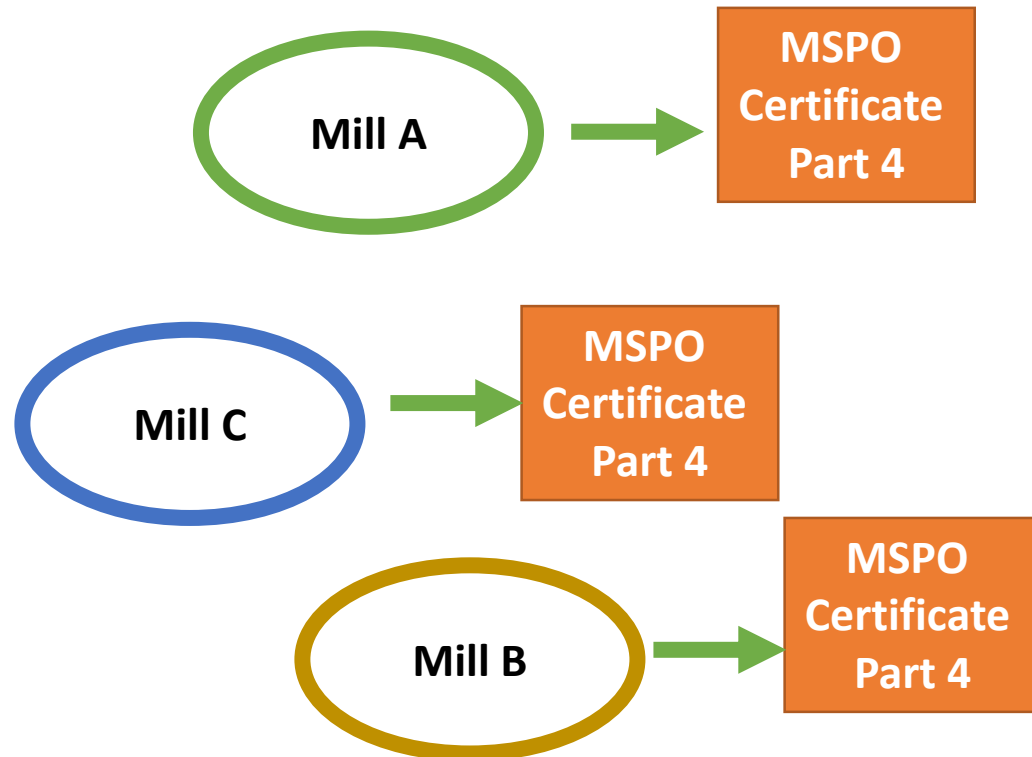 Mill A
MSPO
Certificate
Part 4
Mill C
MSPO
Certificate
Part 4
Mill B
MSPO
Certificate
Part 4